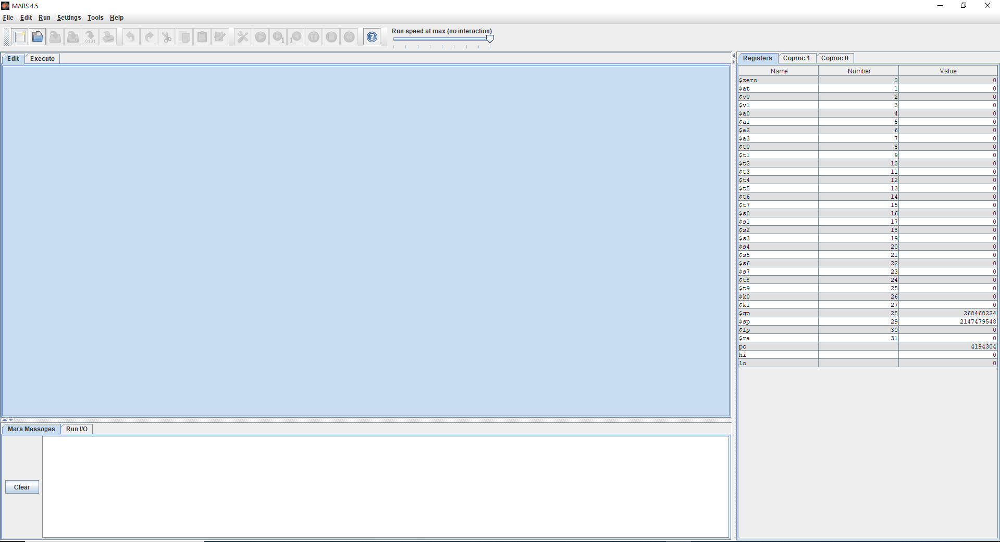 MARS 4.5
File Edit Run Settings Tools Help
Run speed at max (no interaction)
0101 1 1
Edit Execute
Registers Coproc 1 Coproc 0
Name Number Value
$zero 0 0
$at 1 0
$v0 2 0
$v1 3 0
$a0 4 0
$a1 5 0
$a2 6 0
$a3 7 0
$t0 8 0
$t1 9 0
$t2 10 0
$t3 11 0
$t4 12 0
$t5 13 0
$t6 14 0
$t7 15 0
$s0 16 0
$s1 17 0
$s2 18 0
$s3 19 0
$s4 20 0
$s5 21 0
$s6 22 0
$s7 23 0
$t8 24 0
$t9 25 0
$k0 26 0
$k1 27 0
$gp 28 268468224
$sp 29 2147479548
$fp 30 0
$ra 31 0
pc 4194304
hi 0
lo 0
Mars Messages Run I/O
Clear